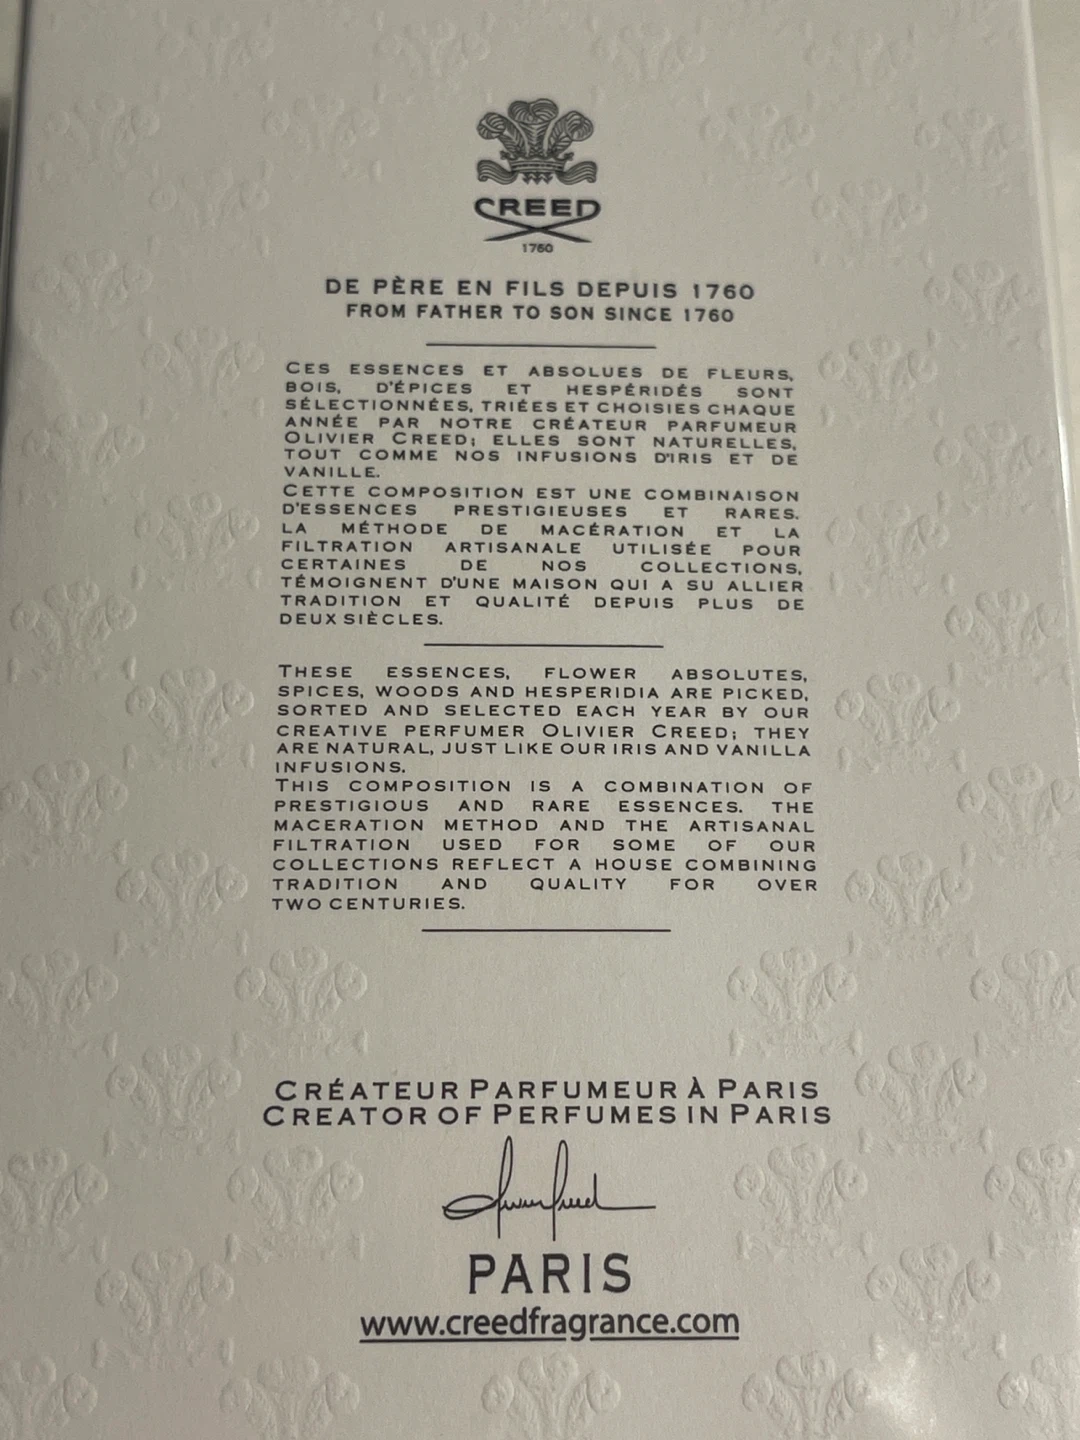 CREED
1760
DE PÈRE EN FILS DEPUIS 1760
FROM FATHER TO SON SINCE 1760
CES ESSENCES ET ABSOLUES DE FLEURS,
BOIS, D'ÉPICES ET HESPÉRIDÉS SONT
SÉLECTIONNÉES, TRIÉES ET CHOISIES CHAQUE
ANNÉE PAR NOTRE CRÉATEUR PARFUMEUR
OLIVIER CREED; ELLES SONT NATURELLES,
TOUT COMME NOS INFUSIONS D'IRIS ET DE
VANILLE.
CETTE COMPOSITION EST UNE COMBINAISON
D'ESSENCES PRESTIGIEUSES ET RARES.
LA MÉTHODE DE MACÉRATION ET LA
FILTRATION ARTISANALE UTILISÉE POUR
CERTAINES DE NOS COLLECTIONS,
TÉMOIGNENT D'UNE MAISON QUI A SU ALLIER
TRADITION ET QUALITÉ DEPUIS PLUS DE
DEUX SIÈCLES.
THESE ESSENCES, FLOWER ABSOLUTES,
SPICES, WOODS AND HESPERIDIA ARE PICKED,
SORTED AND SELECTED EACH YEAR BY OUR
CREATIVE PERFUMER OLIVIER CREED; THEY
ARE NATURAL, JUST LIKE OUR IRIS AND VANILLA
INFUSIONS.
THIS COMPOSITION IS A COMBINATION OF
PRESTIGIOUS AND RARE ESSENCES. THE
MACERATION METHOD AND THE ARTISANAL
FILTRATION USED FOR SOME OF OUR
COLLECTIONS REFLECT A HOUSE COMBINING
TRADITION AND QUALITY FOR OVER
TWO CENTURIES.
CRÉATEUR PARFUMEUR À PARIS
CREATOR OF PERFUMES IN PARIS
PARIS
www.creedfragrance.com